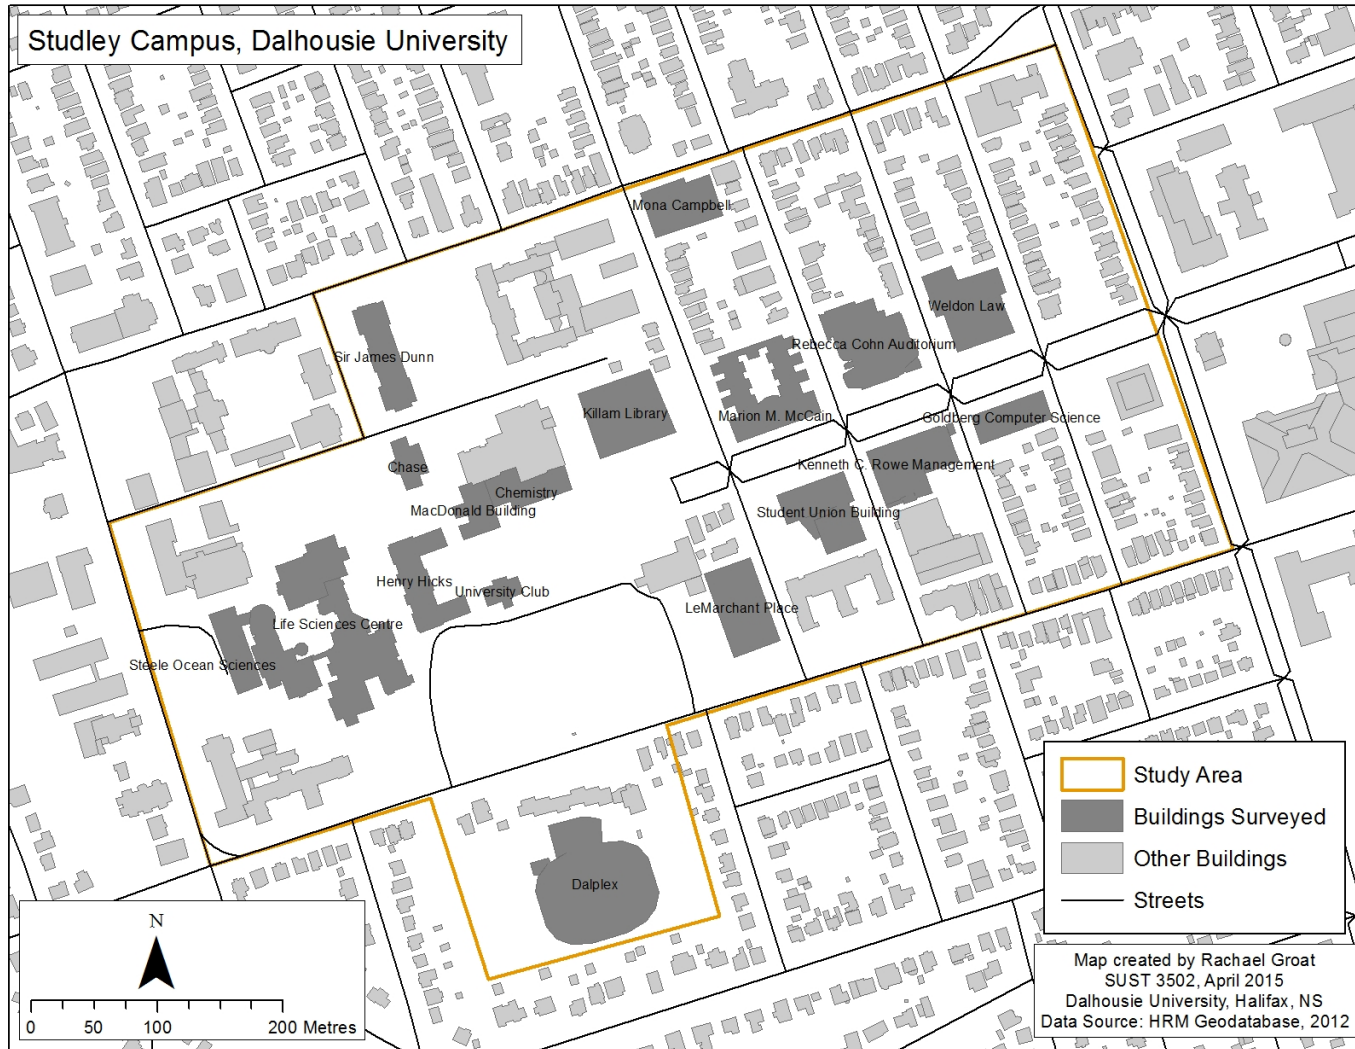 Studley Campus, Dalhousie University
Mona Campbell
Weldon Law
Rebecca Cohn Auditorium
Sir James Dunn
Killam Library
Marion M. McCain
Goldberg Computer Science
Chase
Kenneth C. Rowe Management
Chemistry
MacDonald Building
Student Union Building
Henry Hicks
University Club
LeMarchant Place
Life Sciences Centre
Steele Ocean Sciences
Dalplex
Study Area
Buildings Surveyed
Other Buildings
Streets
N
0 50 100 200 Metres
Map created by Rachael Groat
SUST 3502, April 2015
Dalhousie University, Halifax, NS
Data Source: HRM Geodatabase, 2012